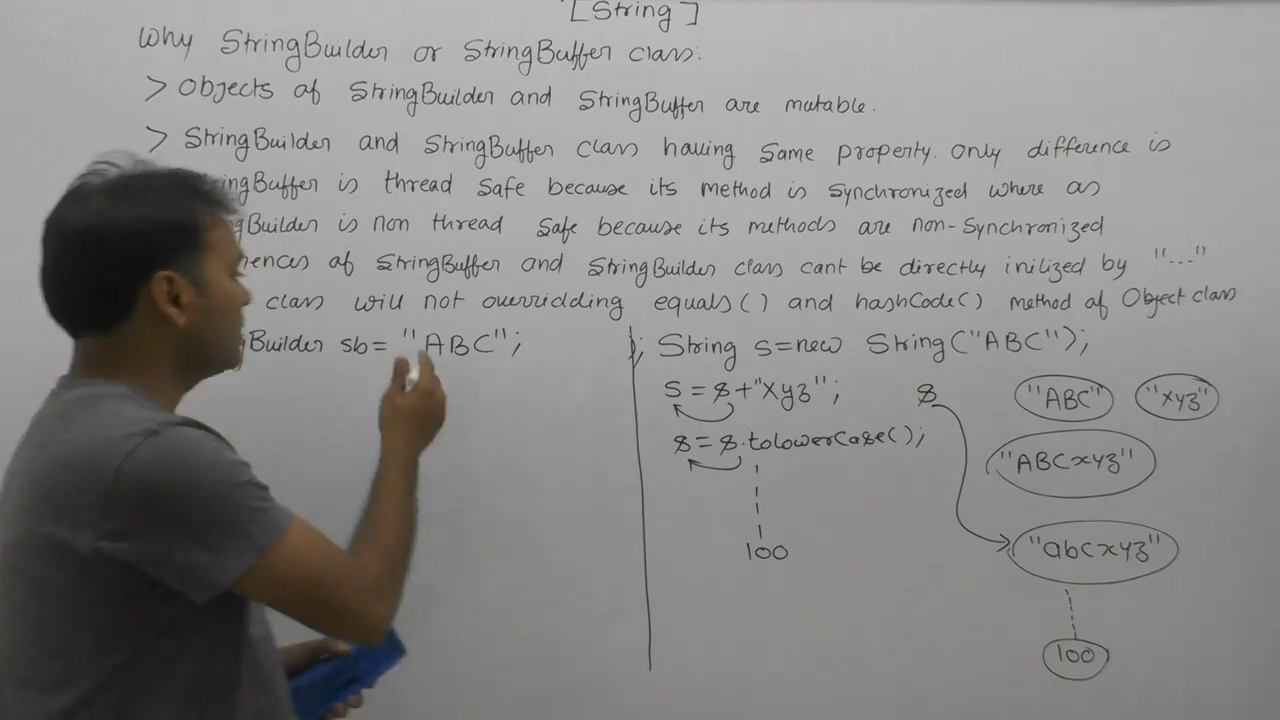 [String]
Why StringBuilder or StringBuffer class:
> Objects of StringBuilder and StringBuffer are mutable.
> StringBuilder and StringBuffer class having same property. only difference is
ingBuffer is thread safe because its method is synchronized where as
gBuilder is non thread safe because its methods are non-synchronized
ences of StringBuffer and StringBuilder class cant be directly inilized by "..."
class will not overridding equals() and hashCode() method of Object class
gBuilder sb= "ABC";
String s=new String("ABC");
s = s+"xyz";
s
"ABC"
"xyz"
s = s.toLowerCase();
"ABCxyz"
100
"abcxyz"
100